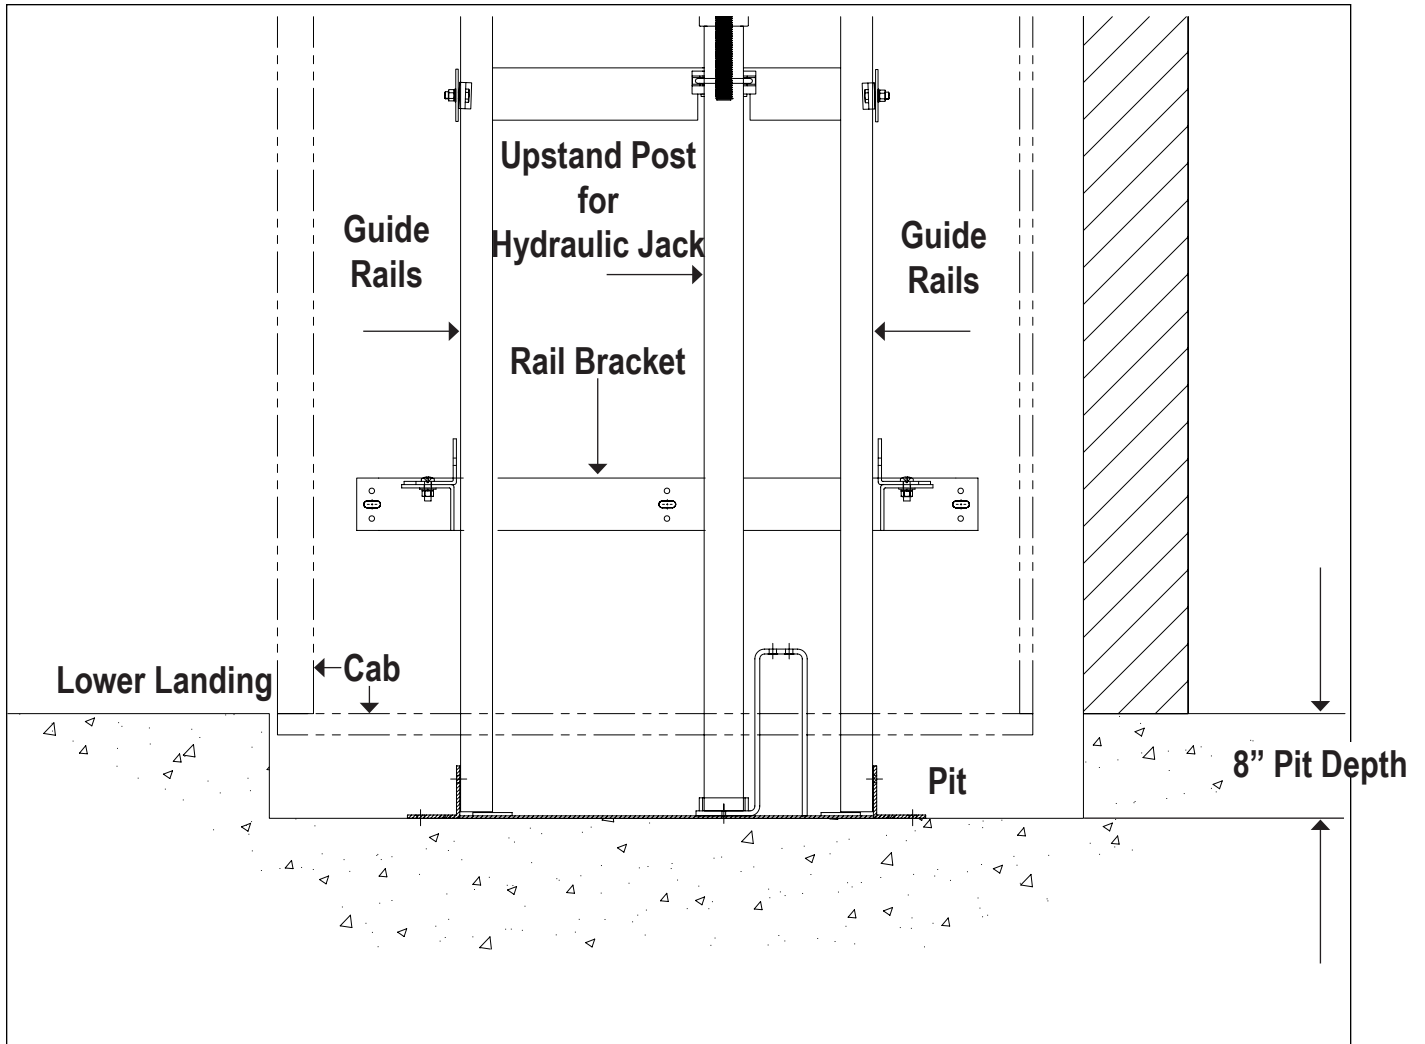 Upstand Post
for
Hydraulic Jack
Guide
Rails
Guide
Rails
Rail Bracket
Lower Landing
Cab
Pit
8” Pit Depth